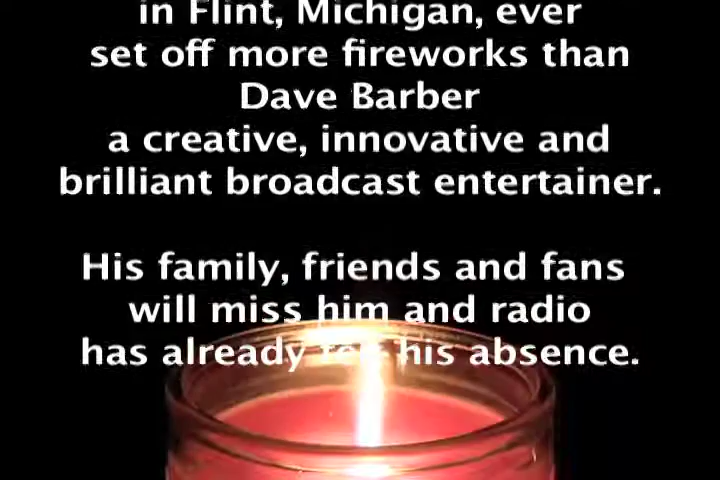 in Flint, Michigan, ever
set off more fireworks than
Dave Barber
a creative, innovative and
brilliant broadcast entertainer.
His family, friends and fans
will miss him and radio
has already felt his absence.